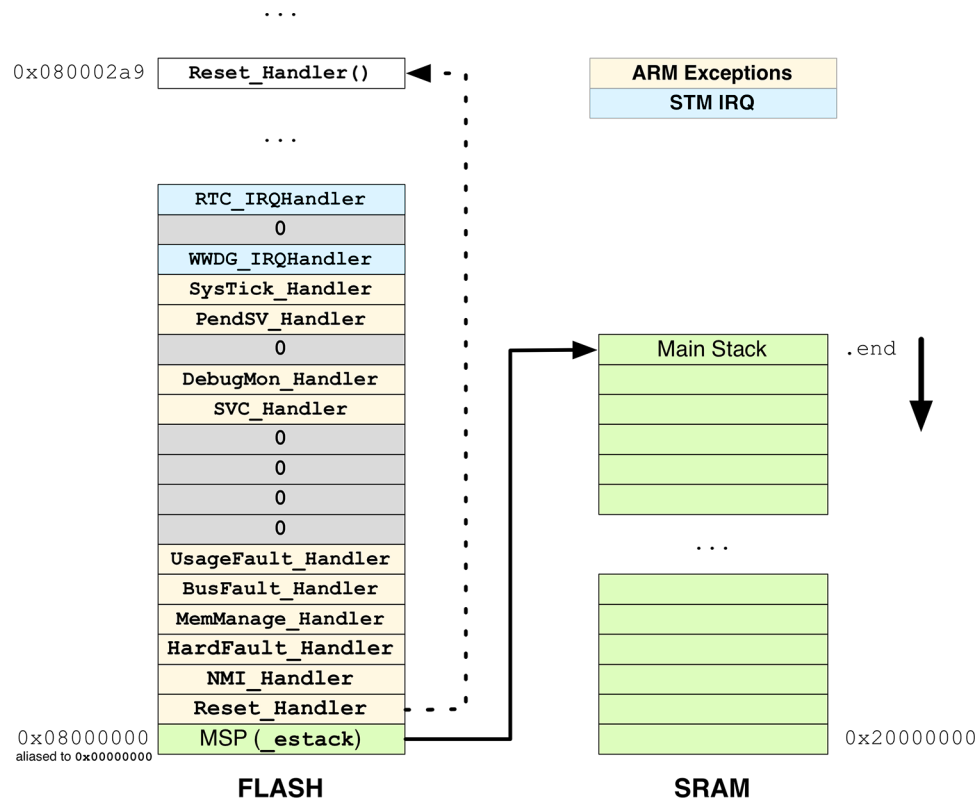 ...
0x080002a9
Reset_Handler()
ARM Exceptions
STM IRQ
...
RTC_IRQHandler
0
WWDG_IRQHandler
SysTick_Handler
PendSV_Handler
0
DebugMon_Handler
SVC_Handler
0
0
0
0
UsageFault_Handler
BusFault_Handler
MemManage_Handler
HardFault_Handler
NMI_Handler
Reset_Handler
0x08000000
aliased to 0x00000000
MSP (_estack)
FLASH
Main Stack
.end
...
0x20000000
SRAM